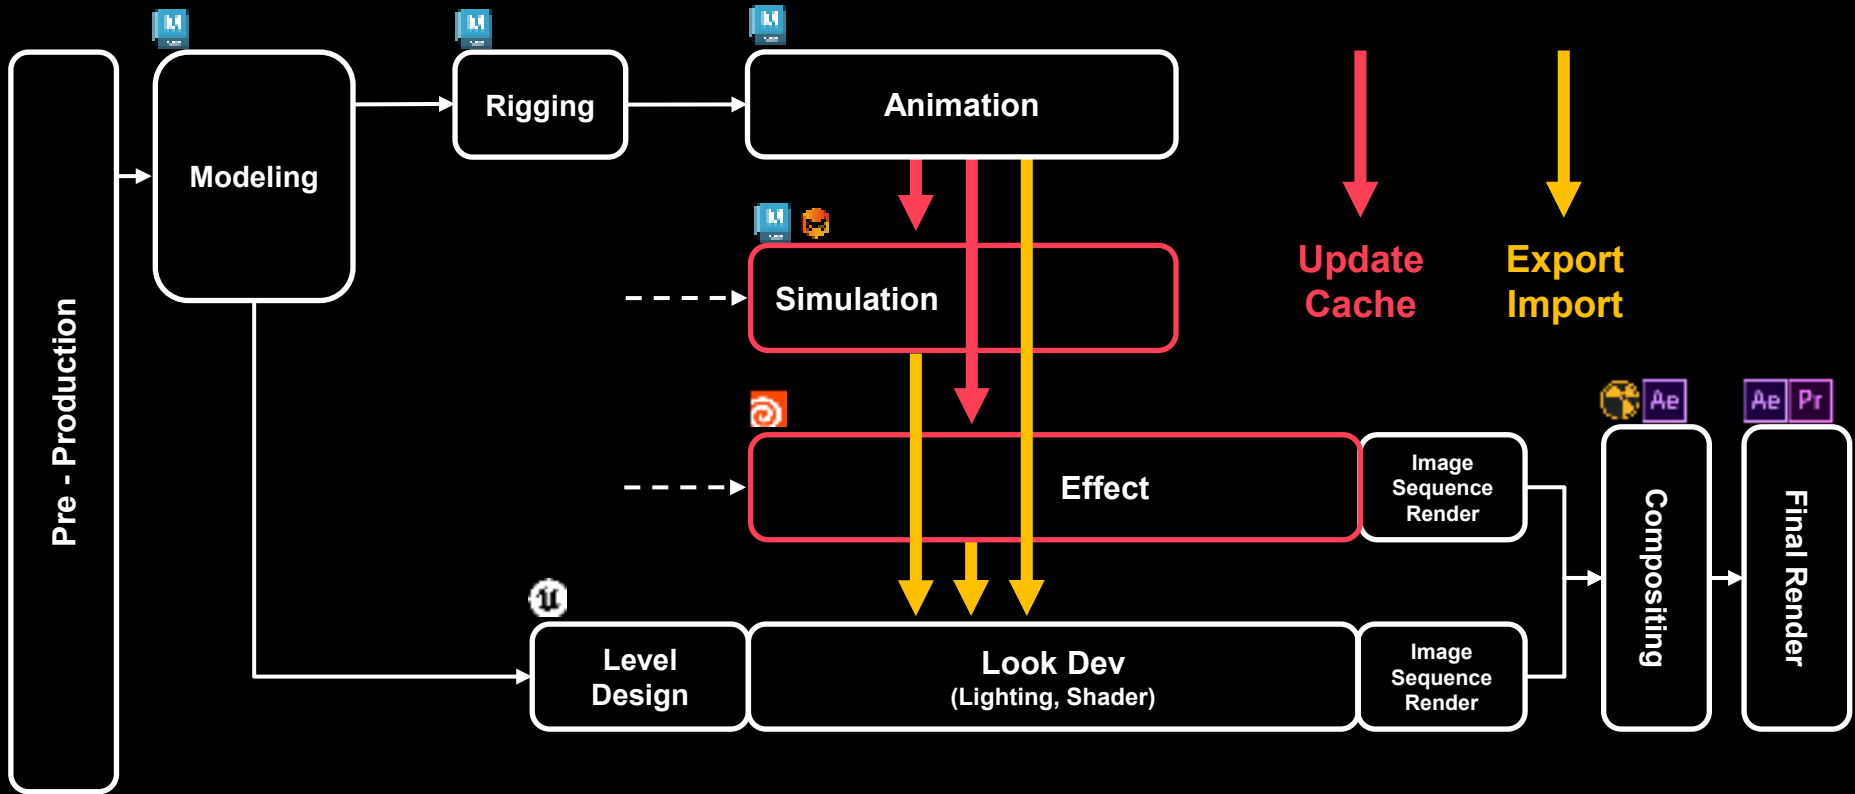 Pre - Production
Modeling
Rigging
Animation
Simulation
Update
Cache
Export
Import
Effect
Image
Sequence
Render
Level
Design
Look Dev
(Lighting, Shader)
Image
Sequence
Render
Ae
Compositing
Ae
Pr
Final Render
M
M
M
M